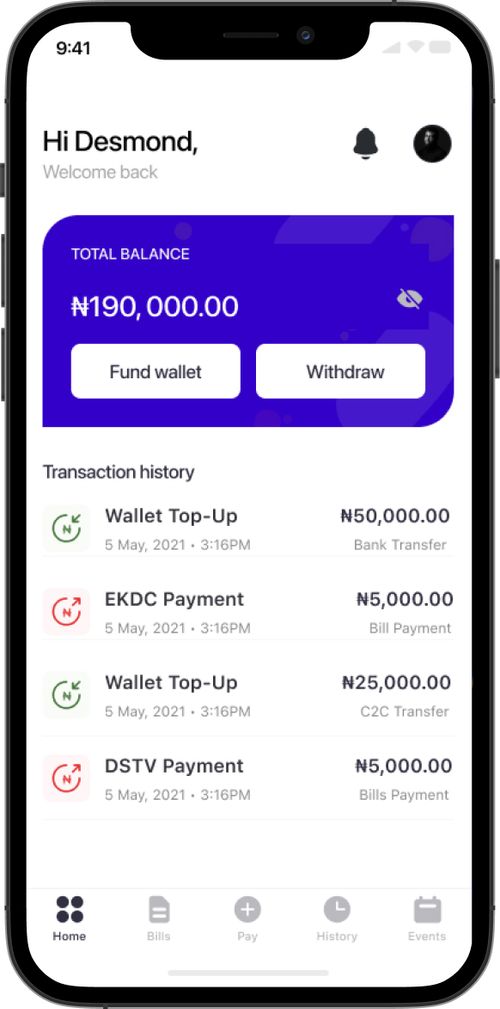 9:41
Hi Desmond,
Welcome back
TOTAL BALANCE
₦190,000.00
Fund wallet Withdraw
Transaction history
Wallet Top-Up ₦50,000.00
5 May, 2021 • 3:16PM Bank Transfer
EKDC Payment ₦5,000.00
5 May, 2021 • 3:16PM Bill Payment
Wallet Top-Up ₦25,000.00
5 May, 2021 • 3:16PM C2C Transfer
DSTV Payment ₦5,000.00
5 May, 2021 • 3:16PM Bills Payment
Home Bills Pay History Events